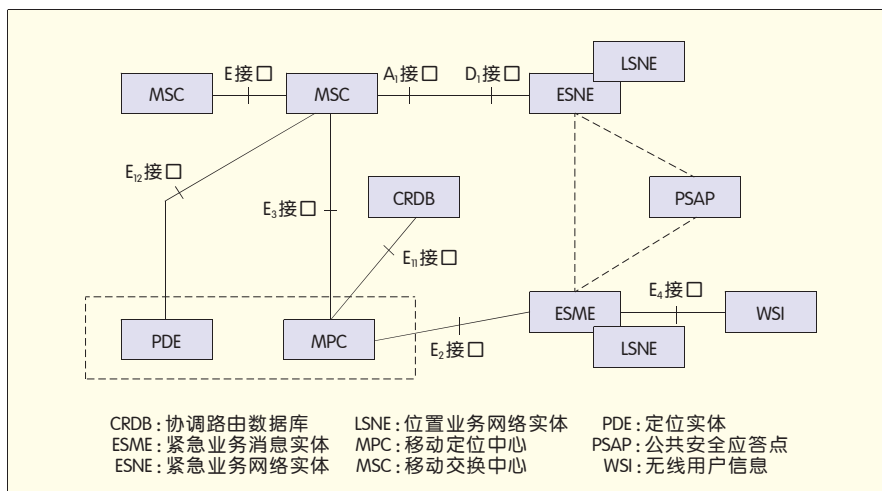 E接口
A₁接口
D₁接口
LSNE
MSC
MSC
ESNE
E₁₂接口
E₃接口
CRDB
PSAP
E₁₁接口
E₄接口
PDE
MPC
E₂接口
ESME
WSI
LSNE
CRDB:协调路由数据库 LSNE:位置业务网络实体 PDE:定位实体
ESME:紧急业务消息实体 MPC:移动定位中心 PSAP:公共安全应答点
ESNE:紧急业务网络实体 MSC:移动交换中心 WSI:无线用户信息